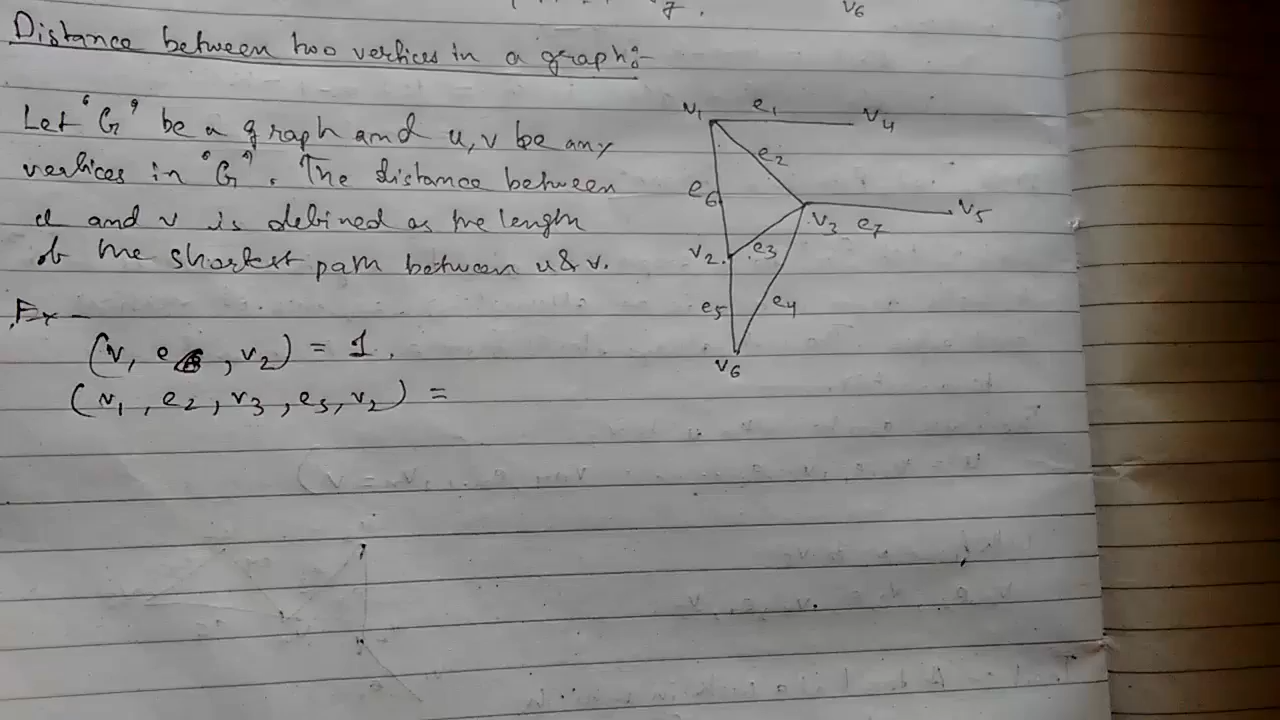 V6
Distance between two vertices in a graph:-
Let "G" be a graph and u, v be any
vertices in "G". The distance between
u and v is defined as the length
of the shortest path between u & v.
Ex -
(v, e6, v2) = 1.
(v1, e2, v3, e3, v2) =
v1 e1 v4
e2
e6
v3 e7 v5
v2 e3
e5 e4
v6